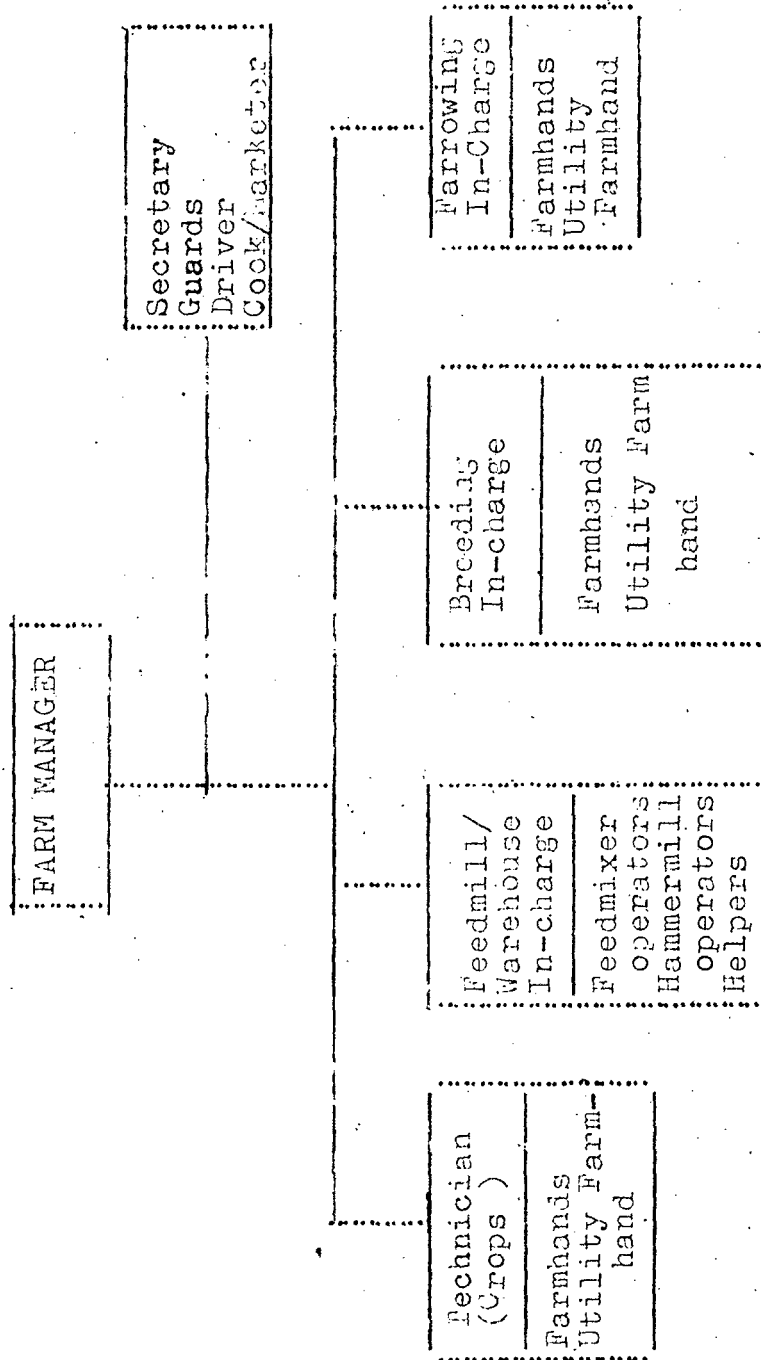 FARM MANAGER
Secretary
Guards
Driver
Cook/marketer
Technician
(Crops )
Farmhands
Utility Farm-
hand
Feedmill/
Warehouse
In-charge
Feedmixer
operators
Hammermill
operators
Helpers
Breeding
In-charge
Farmhands
Utility Farm
hand
Farrowing
In-Charge
Farmhands
Utility
Farmhand